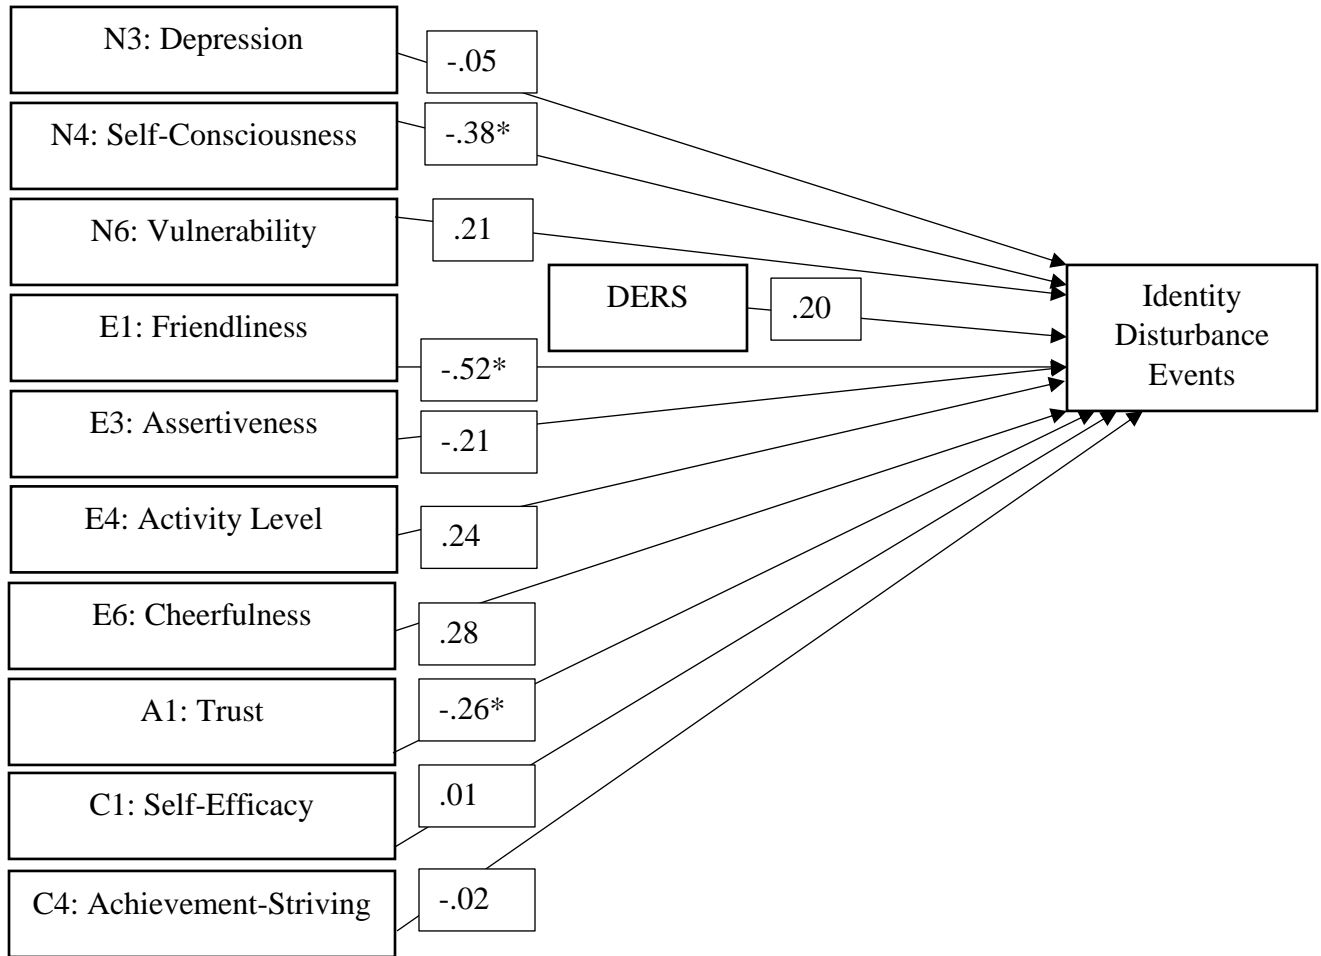 N3: Depression
-.05
N4: Self-Consciousness
-.38*
N6: Vulnerability
.21
DERS
.20
Identity
Disturbance
Events
E1: Friendliness
-.52*
E3: Assertiveness
-.21
E4: Activity Level
.24
E6: Cheerfulness
.28
A1: Trust
-.26*
C1: Self-Efficacy
.01
C4: Achievement-Striving
-.02